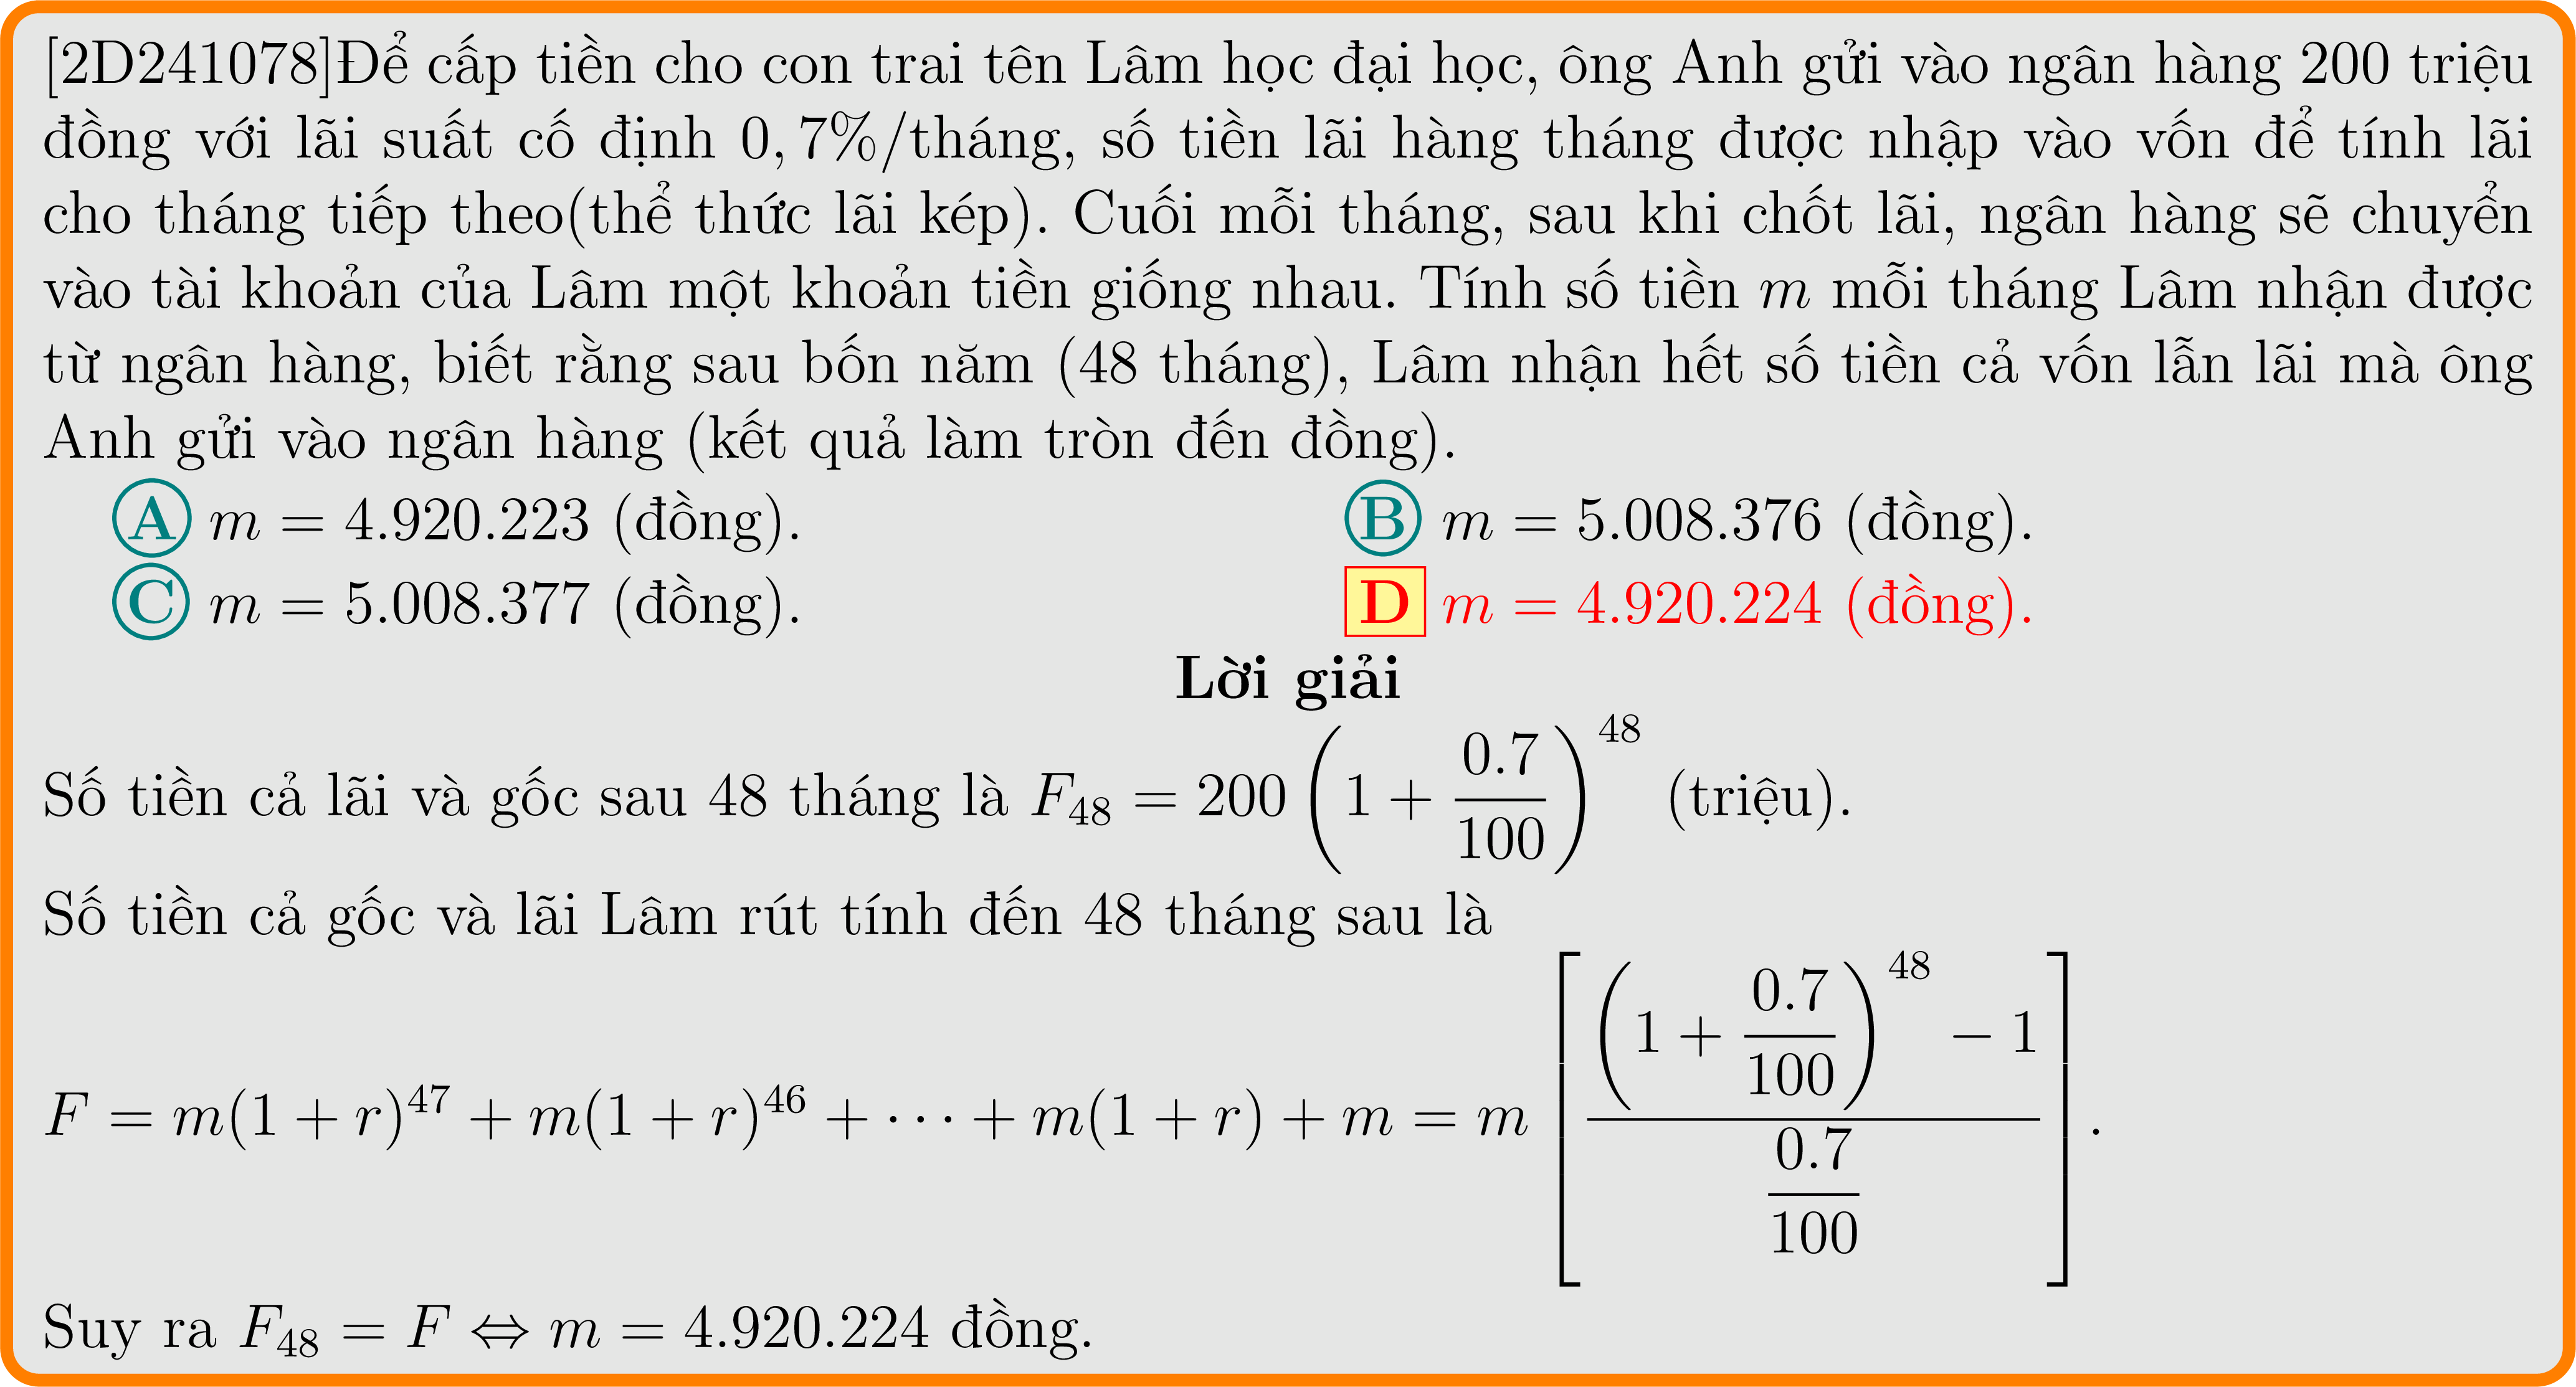 [2D241078]Để cấp tiền cho con trai tên Lâm học đại học, ông Anh gửi vào ngân hàng 200 triệu
đồng với lãi suất cố định 0, 7%/tháng, số tiền lãi hàng tháng được nhập vào vốn để tính lãi
cho tháng tiếp theo(thể thức lãi kép). Cuối mỗi tháng, sau khi chốt lãi, ngân hàng sẽ chuyển
vào tài khoản của Lâm một khoản tiền giống nhau. Tính số tiền m mỗi tháng Lâm nhận được
từ ngân hàng, biết rằng sau bốn năm (48 tháng), Lâm nhận hết số tiền cả vốn lẫn lãi mà ông
Anh gửi vào ngân hàng (kết quả làm tròn đến đồng).
A m = 4.920.223 (đồng). B m = 5.008.376 (đồng).
C m = 5.008.377 (đồng). D m = 4.920.224 (đồng).
Lời giải
Số tiền cả lãi và gốc sau 48 tháng là $F_{48} = 200\left(1 + \dfrac{0.7}{100}\right)^{48}$ (triệu).
Số tiền cả gốc và lãi Lâm rút tính đến 48 tháng sau là
$F = m(1 + r)^{47} + m(1 + r)^{46} + \cdots + m(1 + r) + m = m\left[\dfrac{\left(1 + \dfrac{0.7}{100}\right)^{48} - 1}{\dfrac{0.7}{100}}\right].$
Suy ra $F_{48} = F \Leftrightarrow m = 4.920.224$ đồng.